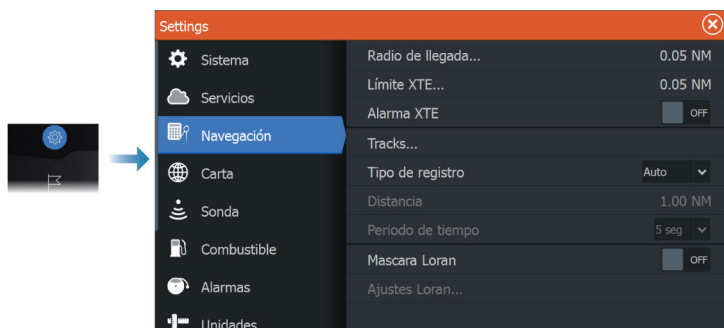 Settings
Sistema
Servicios
Navegación
Carta
Sonda
Combustible
Alarmas
Unidades
Radio de llegada... 0.05 NM
Límite XTE... 0.05 NM
Alarma XTE OFF
Tracks...
Tipo de registro Auto
Distancia 1.00 NM
Periodo de tiempo 5 seg
Mascara Loran OFF
Ajustes Loran...